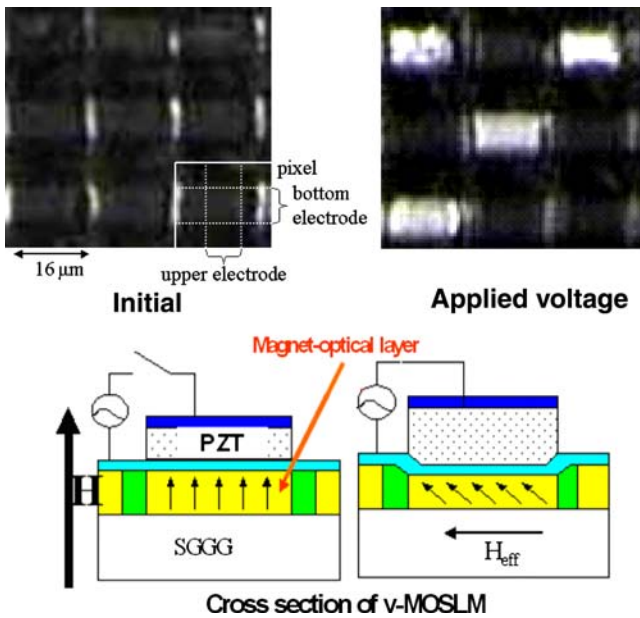 pixel
bottom
electrode
16 µm
upper electrode
Initial
Applied voltage
Magnet-optical layer
PZT
H
SGGG
H_eff
Cross section of v-MOSLM